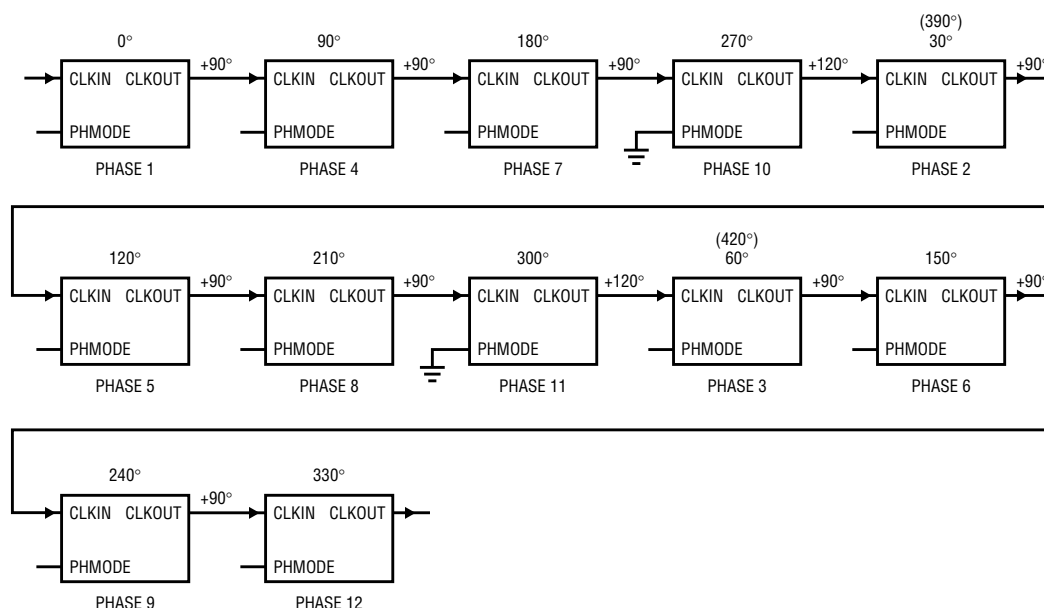 (390°)
0° 90° 180° 270° 30°
CLKIN CLKOUT +90° CLKIN CLKOUT +90° CLKIN CLKOUT +90° CLKIN CLKOUT +120° CLKIN CLKOUT +90°
PHMODE PHMODE PHMODE PHMODE PHMODE
PHASE 1 PHASE 4 PHASE 7 PHASE 10 PHASE 2
(420°)
120° 210° 300° 60° 150°
CLKIN CLKOUT +90° CLKIN CLKOUT +90° CLKIN CLKOUT +120° CLKIN CLKOUT +90° CLKIN CLKOUT +90°
PHMODE PHMODE PHMODE PHMODE PHMODE
PHASE 5 PHASE 8 PHASE 11 PHASE 3 PHASE 6
240° 330°
CLKIN CLKOUT +90° CLKIN CLKOUT
PHMODE PHMODE
PHASE 9 PHASE 12